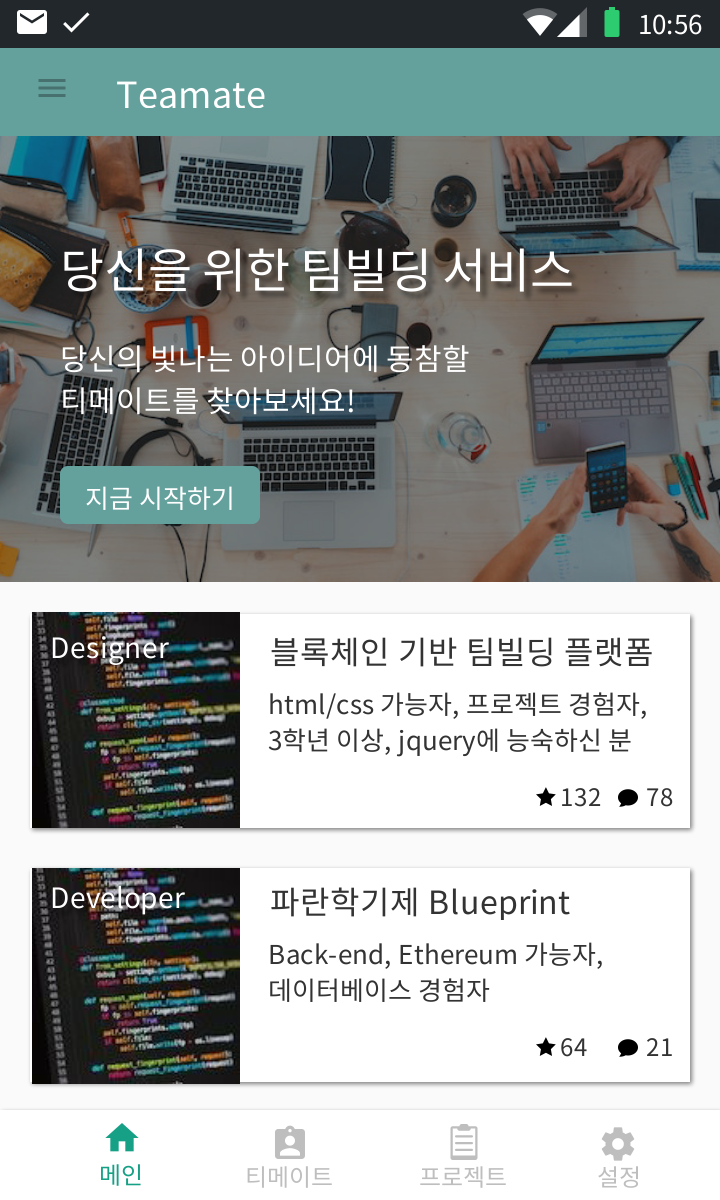 10:56
Teamate
당신을 위한 팀빌딩 서비스
당신의 빛나는 아이디어에 동참할
티메이트를 찾아보세요!
지금 시작하기
Designer
블록체인 기반 팀빌딩 플랫폼
html/css 가능자, 프로젝트 경험자,
3학년 이상, jquery에 능숙하신 분
132 78
Developer
파란학기제 Blueprint
Back-end, Ethereum 가능자,
데이터베이스 경험자
64 21
메인 티메이트 프로젝트 설정